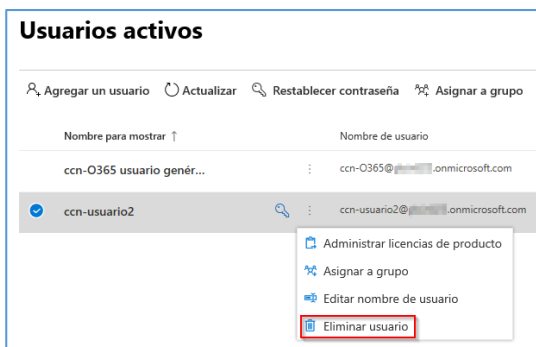 Usuarios activos
Agregar un usuario Actualizar Restablecer contraseña Asignar a grupo
Nombre para mostrar ↑ Nombre de usuario
ccn-O365 usuario genér... ccn-O365@ .onmicrosoft.com
ccn-usuario2 ccn-usuario2@ .onmicrosoft.com
Administrar licencias de producto
Asignar a grupo
Editar nombre de usuario
Eliminar usuario